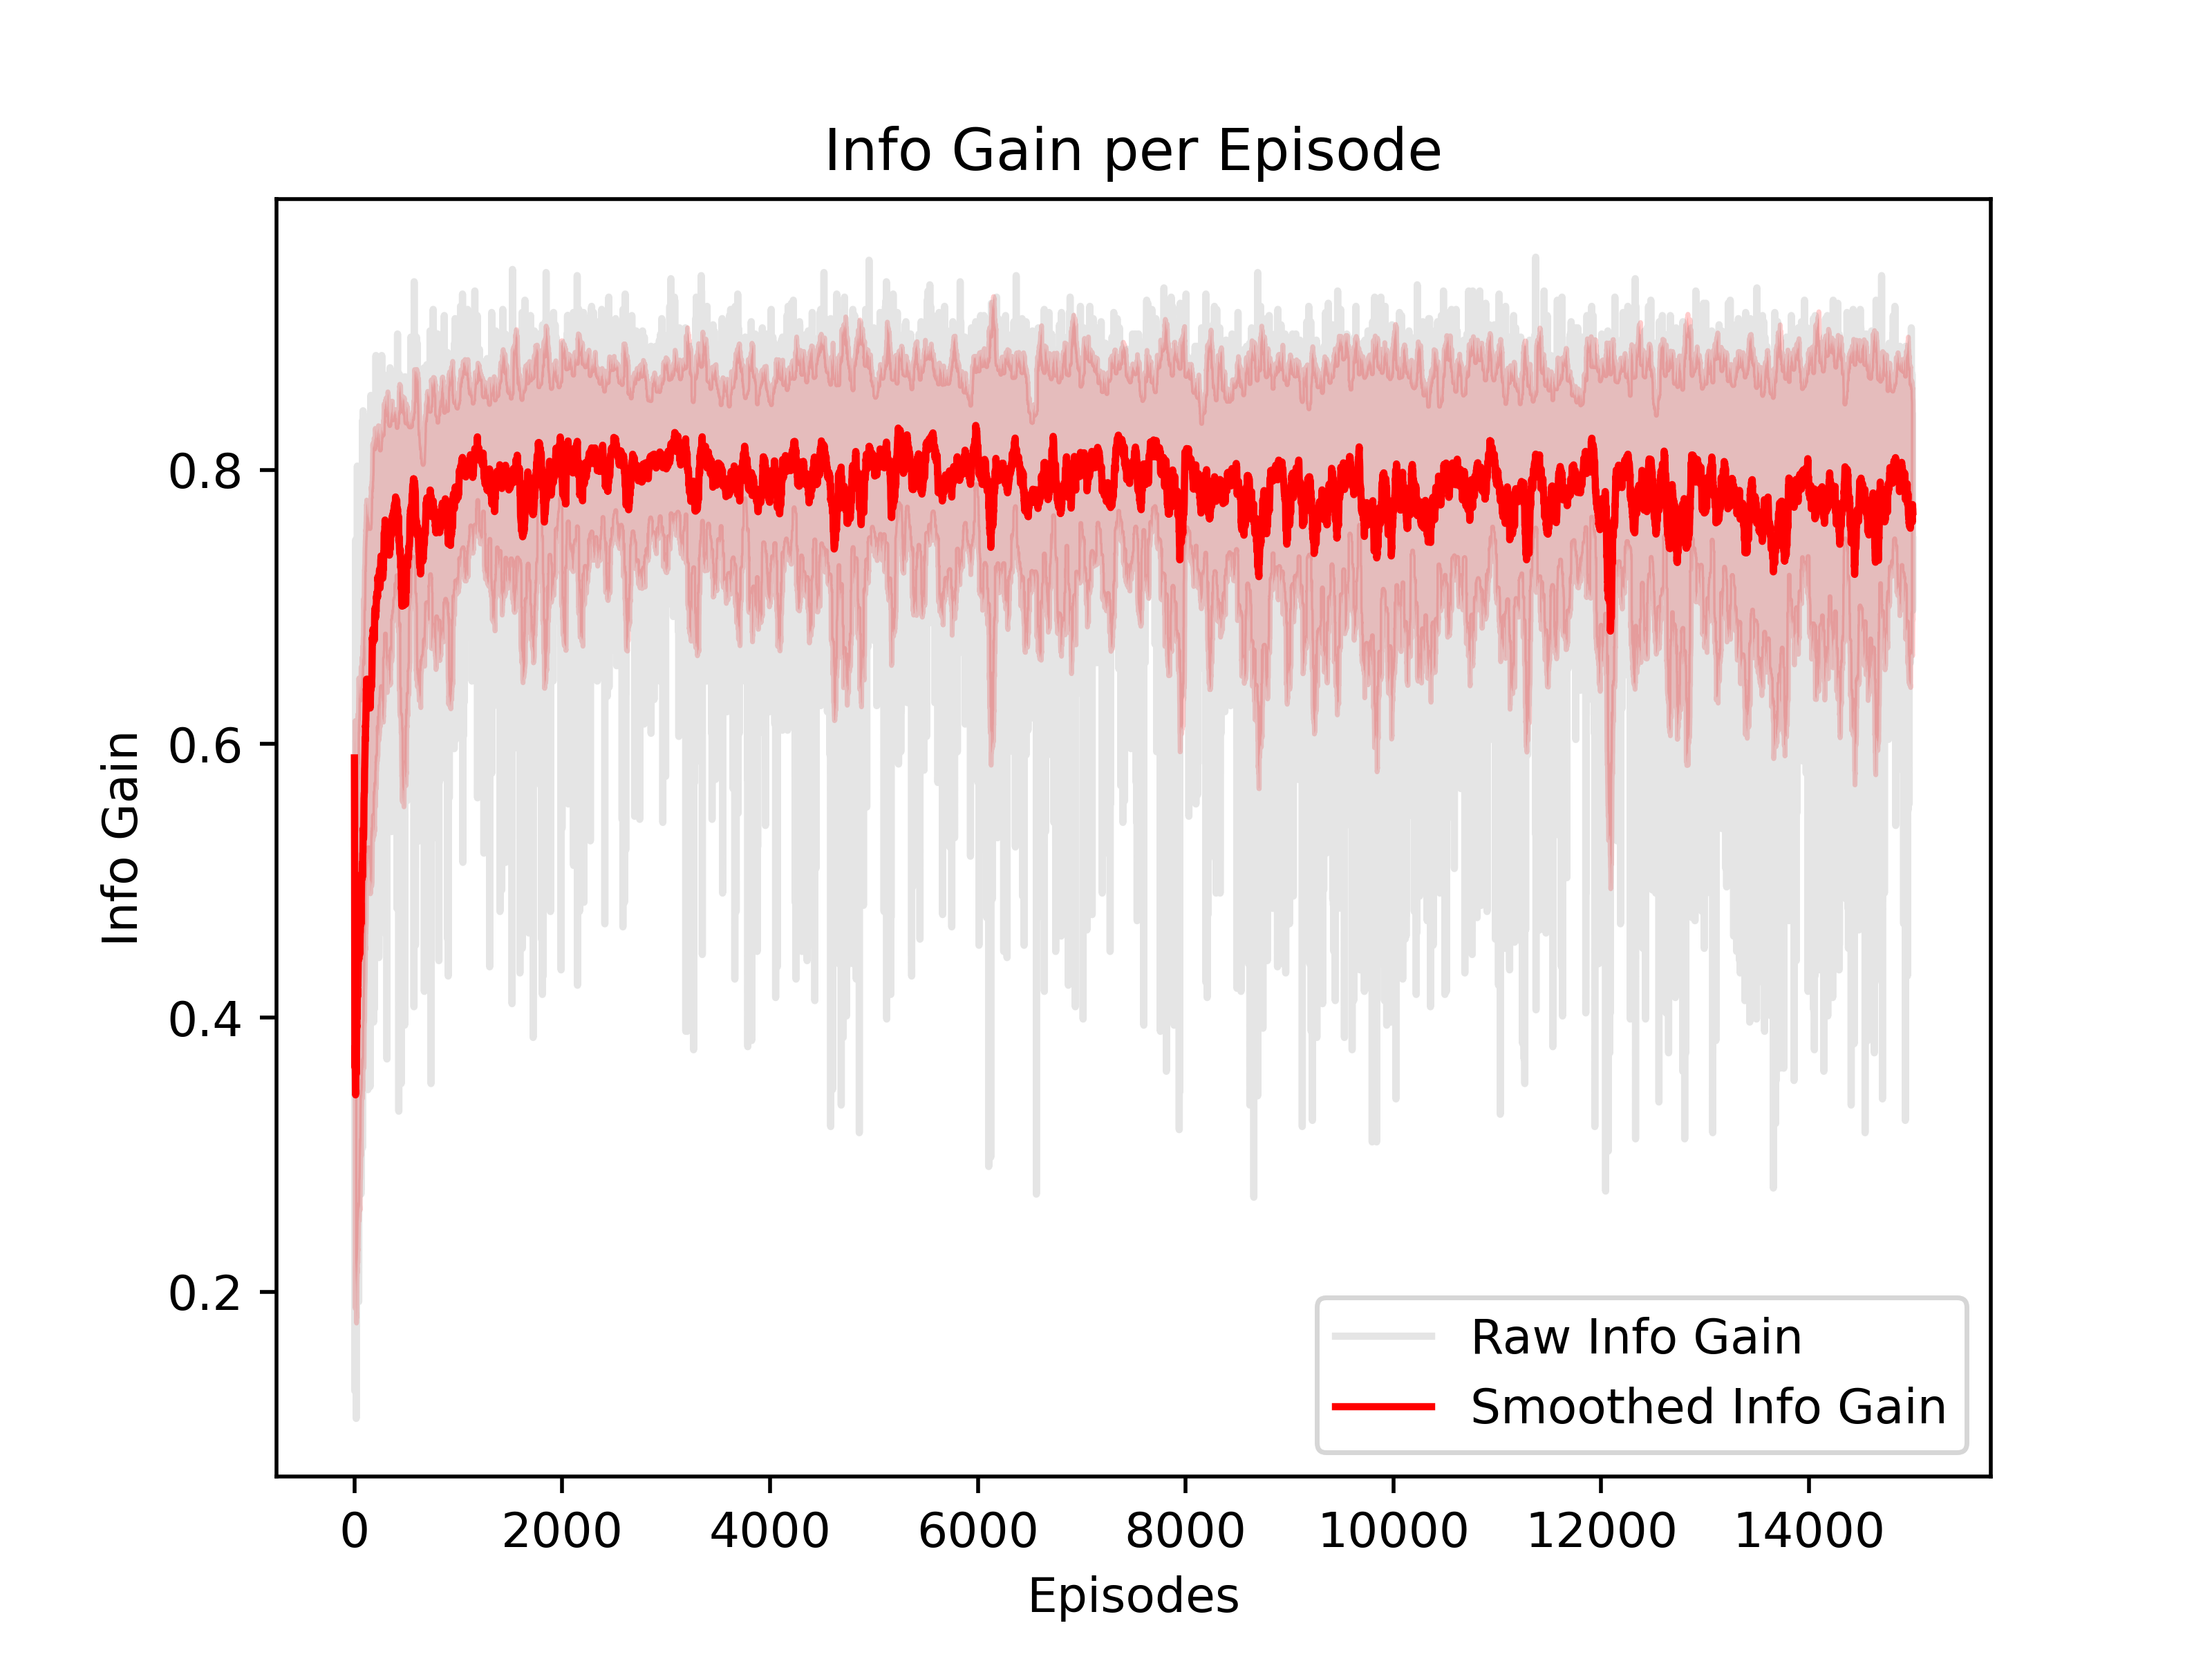 Info Gain per Episode
Info Gain
0.8
0.6
0.4
0.2
0 2000 4000 6000 8000 10000 12000 14000
Episodes
Raw Info Gain
Smoothed Info Gain